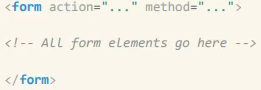 <form action="..." method="...">
<!-- All form elements go here -->
</form>